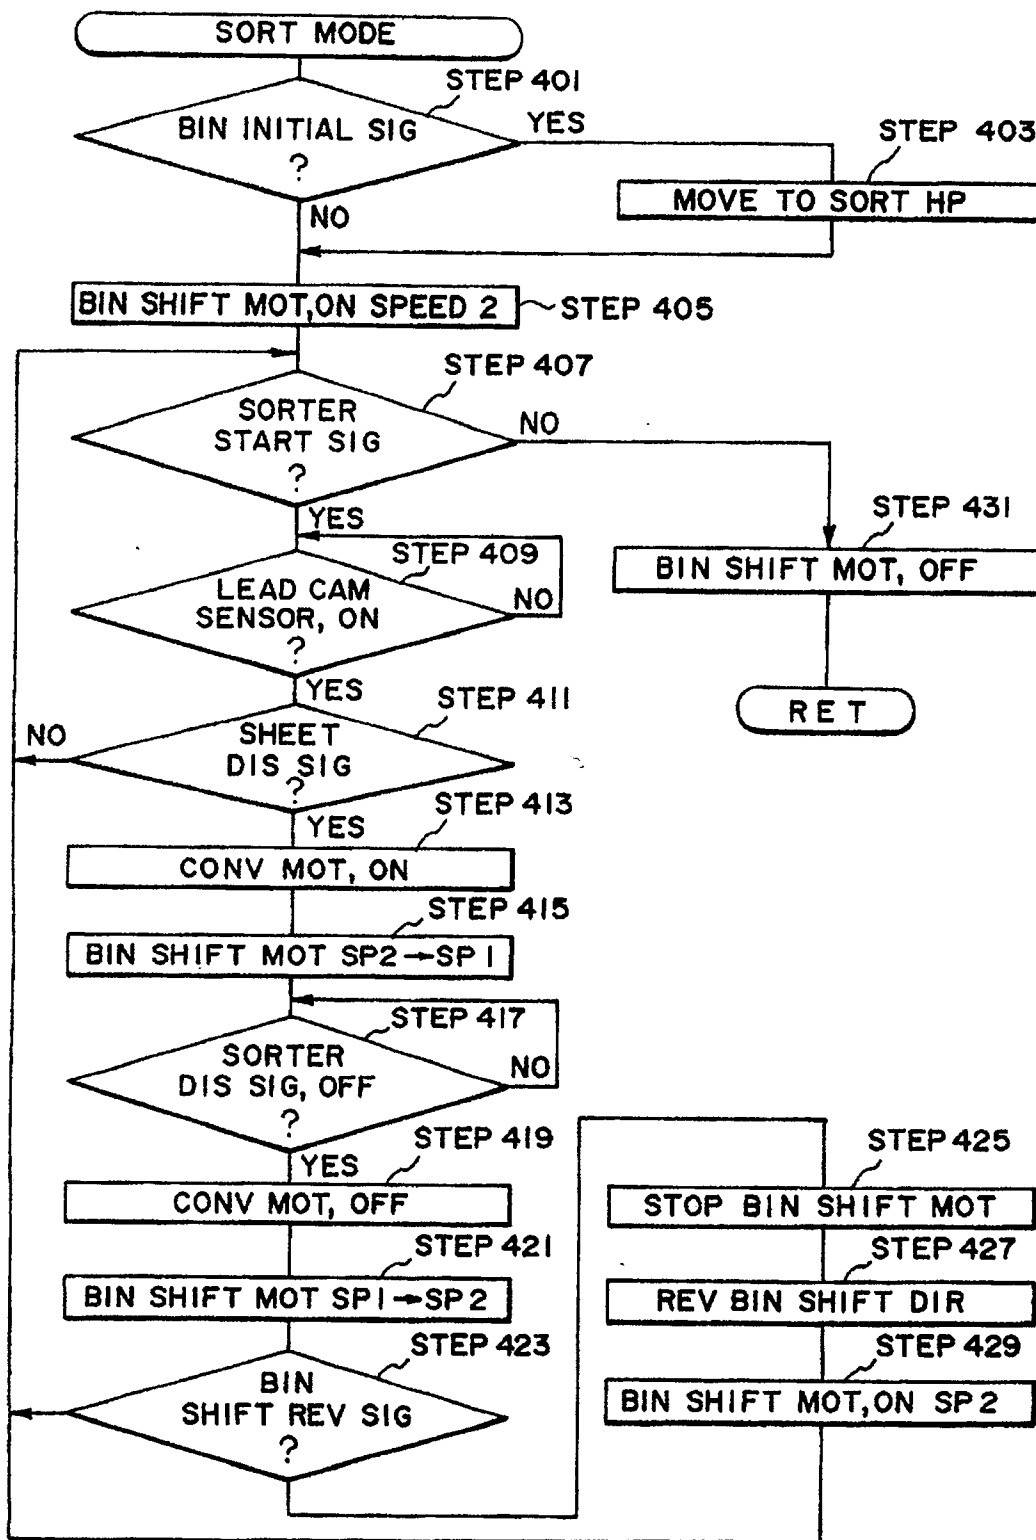 SORT MODE
STEP 401
BIN INITIAL SIG
?
YES
NO
STEP 403
MOVE TO SORT HP
BIN SHIFT MOT,ON SPEED 2
STEP 405
STEP 407
SORTER
START SIG
?
NO
YES
STEP 431
BIN SHIFT MOT, OFF
RET
STEP 409
LEAD CAM
SENSOR, ON
?
NO
YES
STEP 411
SHEET
DIS SIG
?
NO
YES
STEP 413
CONV MOT, ON
STEP 415
BIN SHIFT MOT SP2→SP1
STEP 417
SORTER
DIS SIG, OFF
?
NO
YES
STEP 419
CONV MOT, OFF
STEP 421
BIN SHIFT MOT SP1→SP2
STEP 423
BIN
SHIFT REV SIG
?
STEP 425
STOP BIN SHIFT MOT
STEP 427
REV BIN SHIFT DIR
STEP 429
BIN SHIFT MOT,ON SP2